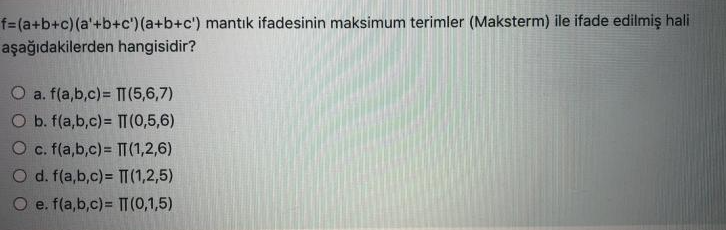 f=(a+b+c)(a'+b+c')(a+b+c') mantık ifadesinin maksimum terimler (Maksterm) ile ifade edilmiş hali
aşağıdakilerden hangisidir?
a. f(a,b,c)= ∏(5,6,7)
b. f(a,b,c)= ∏(0,5,6)
c. f(a,b,c)= ∏(1,2,6)
d. f(a,b,c)= ∏(1,2,5)
e. f(a,b,c)= ∏(0,1,5)